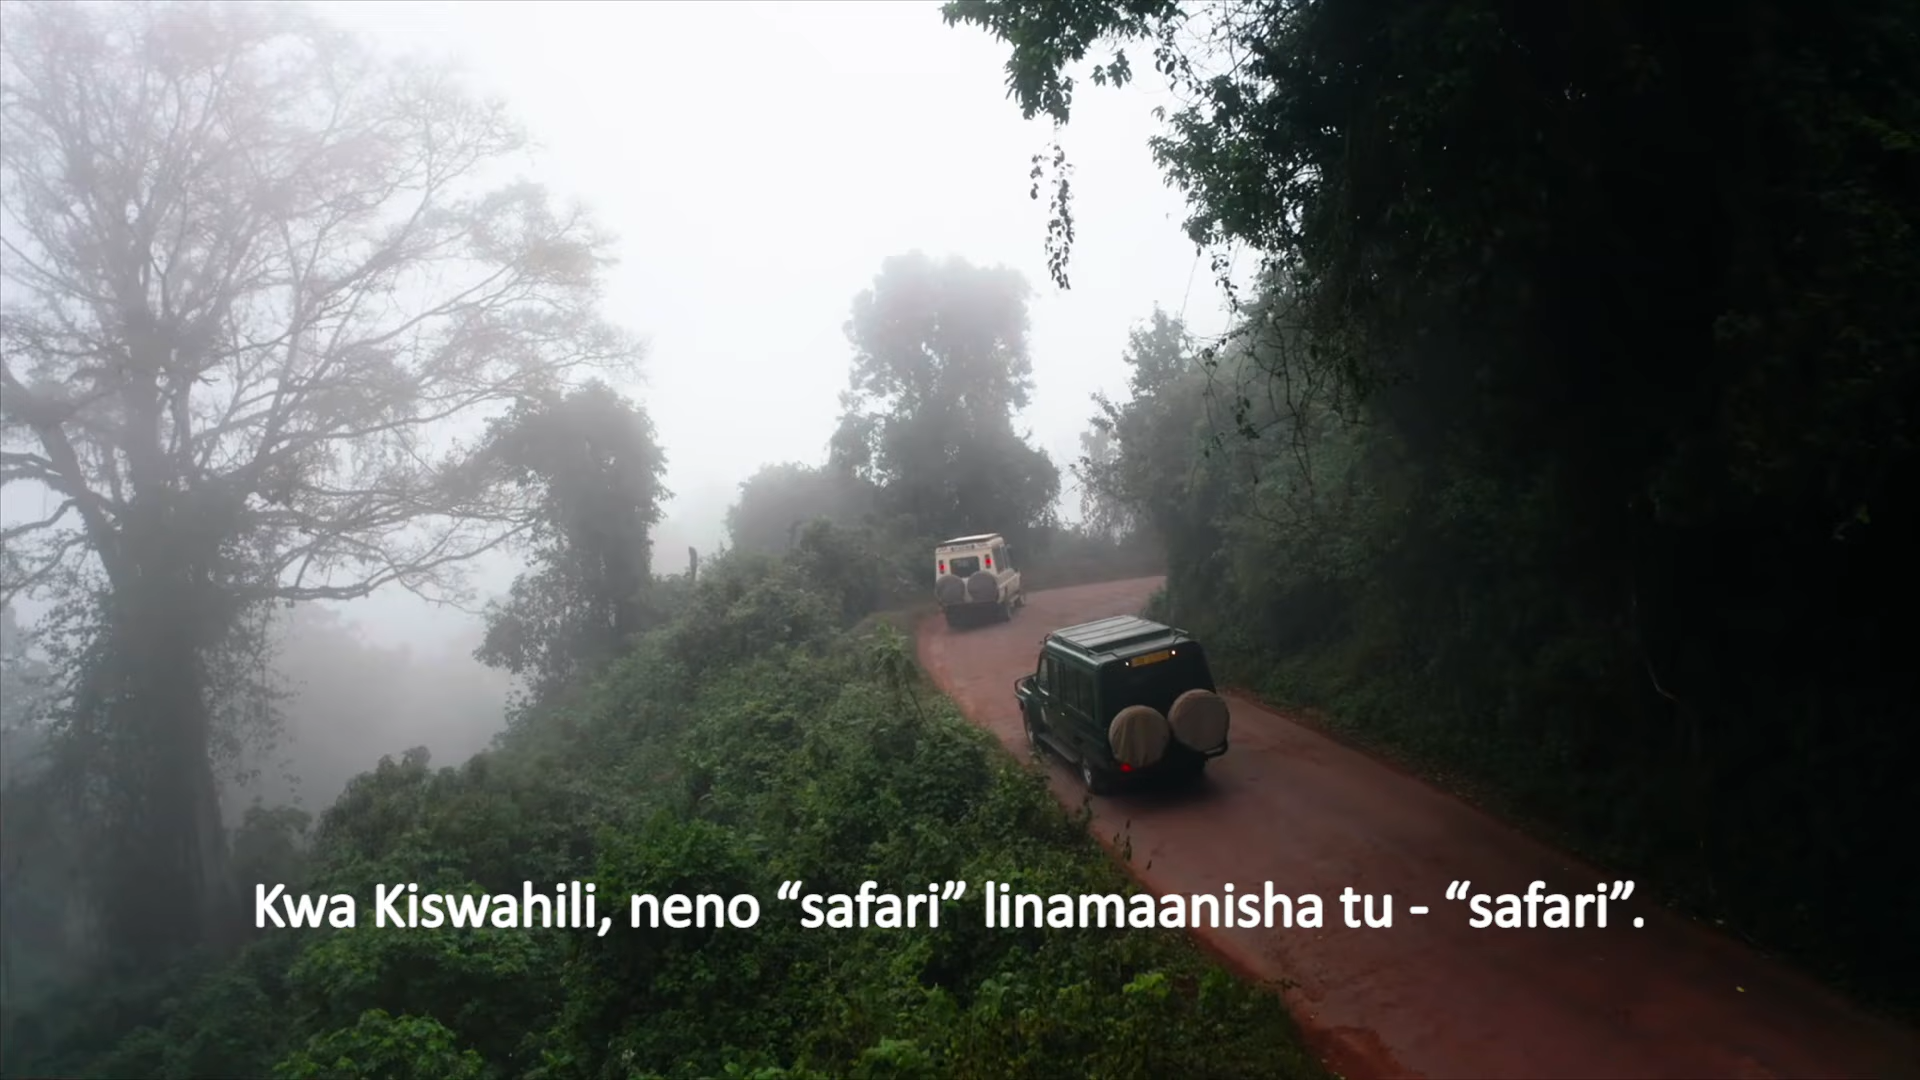 Kwa Kiswahili, neno “safari” linamaanisha tu - “safari”.